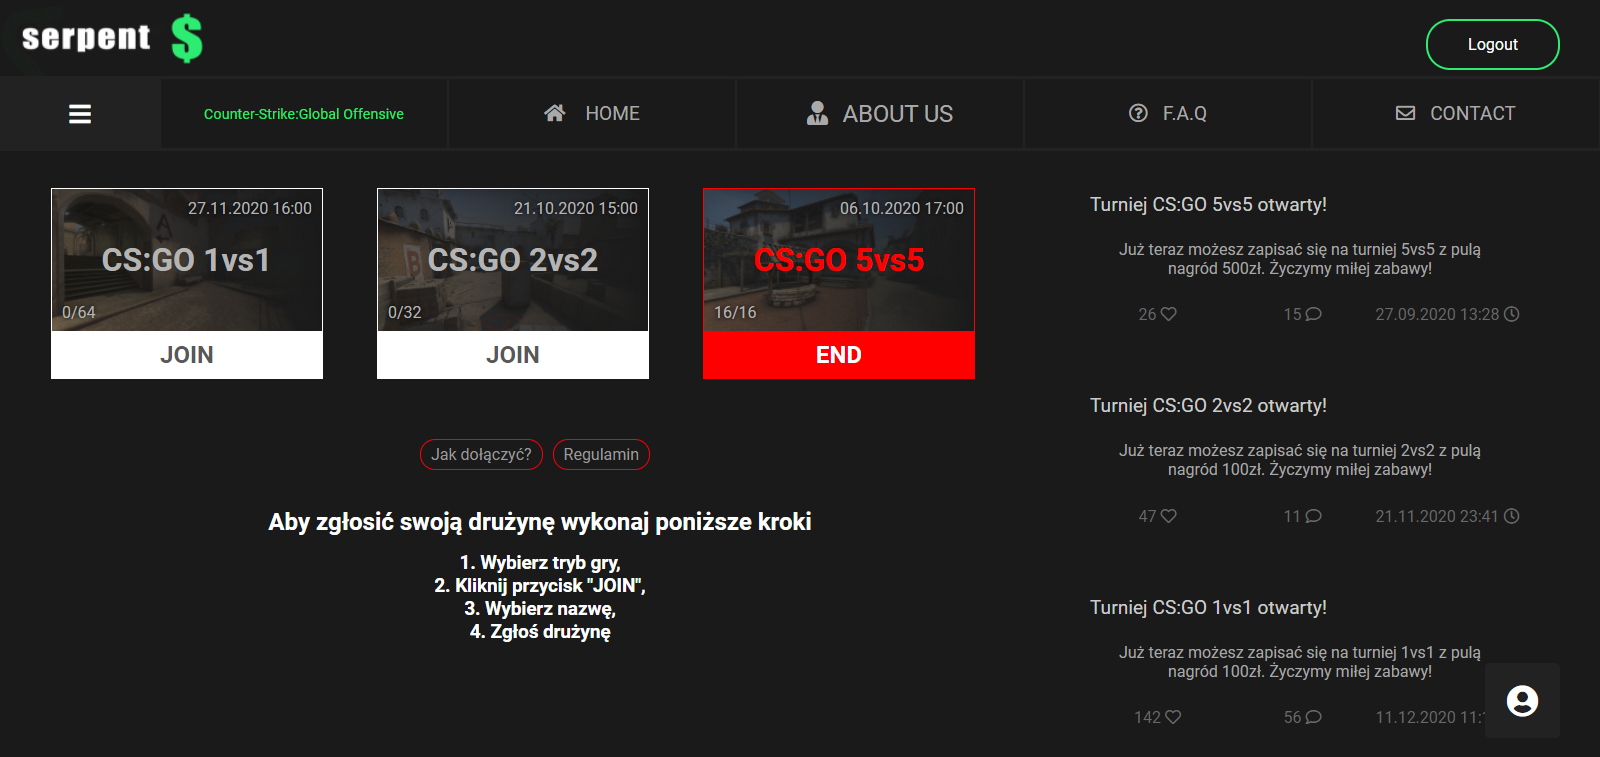 serpent $
Logout
Counter-Strike:Global Offensive
HOME
ABOUT US
F.A.Q
CONTACT
27.11.2020 16:00
CS:GO 1vs1
0/64
JOIN
21.10.2020 15:00
CS:GO 2vs2
0/32
JOIN
06.10.2020 17:00
CS:GO 5vs5
16/16
END
Jak dołączyć?
Regulamin
Aby zgłosić swoją drużynę wykonaj poniższe kroki
1. Wybierz tryb gry,
2. Kliknij przycisk "JOIN",
3. Wybierz nazwę,
4. Zgłoś drużynę
Turniej CS:GO 5vs5 otwarty!
Już teraz możesz zapisać się na turniej 5vs5 z pulą
nagród 500zł. Życzymy miłej zabawy!
26 15 27.09.2020 13:28
Turniej CS:GO 2vs2 otwarty!
Już teraz możesz zapisać się na turniej 2vs2 z pulą
nagród 100zł. Życzymy miłej zabawy!
47 11 21.11.2020 23:41
Turniej CS:GO 1vs1 otwarty!
Już teraz możesz zapisać się na turniej 1vs1 z pulą
nagród 100zł. Życzymy miłej zabawy!
142 56 11.12.2020